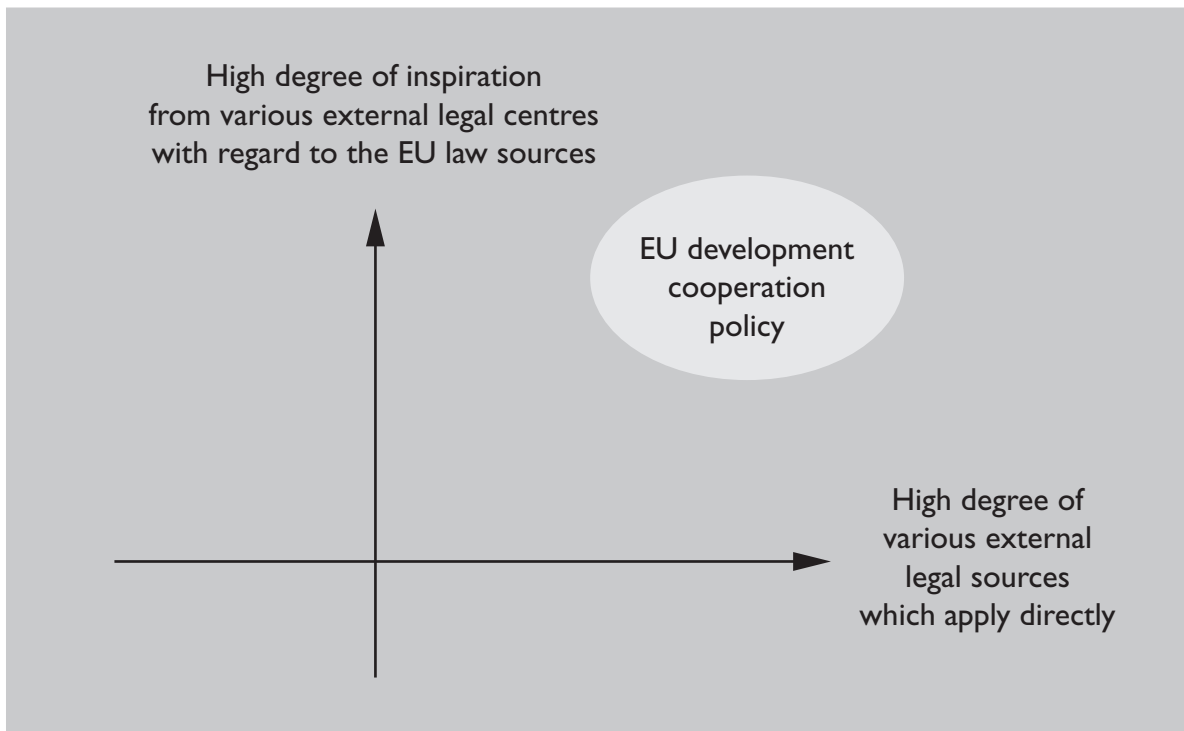 High degree of inspiration
from various external legal centres
with regard to the EU law sources
EU development
cooperation
policy
High degree of
various external
legal sources
which apply directly